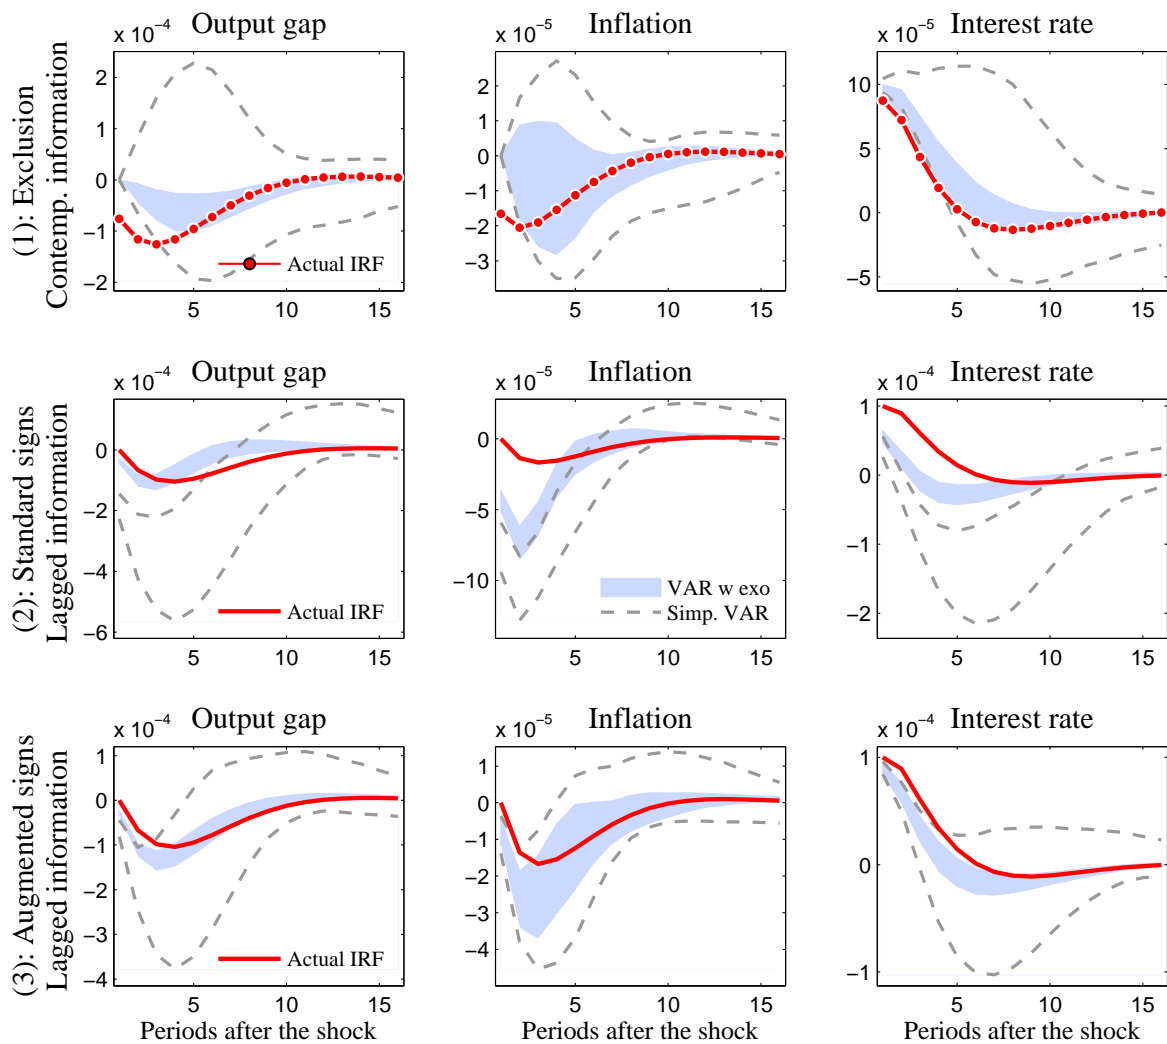 Output gap
Inflation
Interest rate
x 10⁻⁴
x 10⁻⁵
x 10⁻⁵
(1): Exclusion
Contemp. information
2
1
0
−1
−2
Actual IRF
5
10
15
2
1
0
−1
−2
−3
5
10
15
10
5
0
−5
5
10
15
Output gap
Inflation
Interest rate
x 10⁻⁴
x 10⁻⁵
x 10⁻⁴
(2): Standard signs
Lagged information
0
−2
−4
−6
Actual IRF
5
10
15
0
−5
−10
VAR w exo
Simp. VAR
5
10
15
1
0
−1
−2
5
10
15
Output gap
Inflation
Interest rate
x 10⁻⁴
x 10⁻⁵
x 10⁻⁴
(3): Augmented signs
Lagged information
1
0
−1
−2
−3
−4
Actual IRF
5
10
15
1
0
−1
−2
−3
−4
5
10
15
1
0
−1
5
10
15
Periods after the shock
Periods after the shock
Periods after the shock